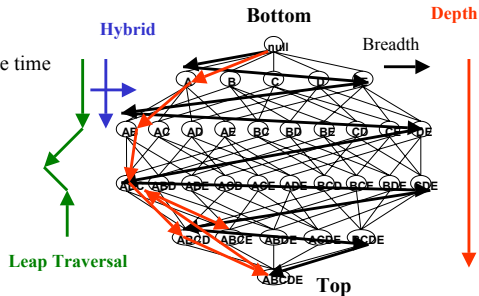 Bottom
Depth
Hybrid
null
Breadth
e time
A B C D
AB AC AD AE BC BD BE CD CE DE
ABC ABD ADE ACD ACE ADE BCD BCE BDE CDE
ABCD ABCE ABDE ACDE BCDE
Leap Traversal
ABCDE
Top